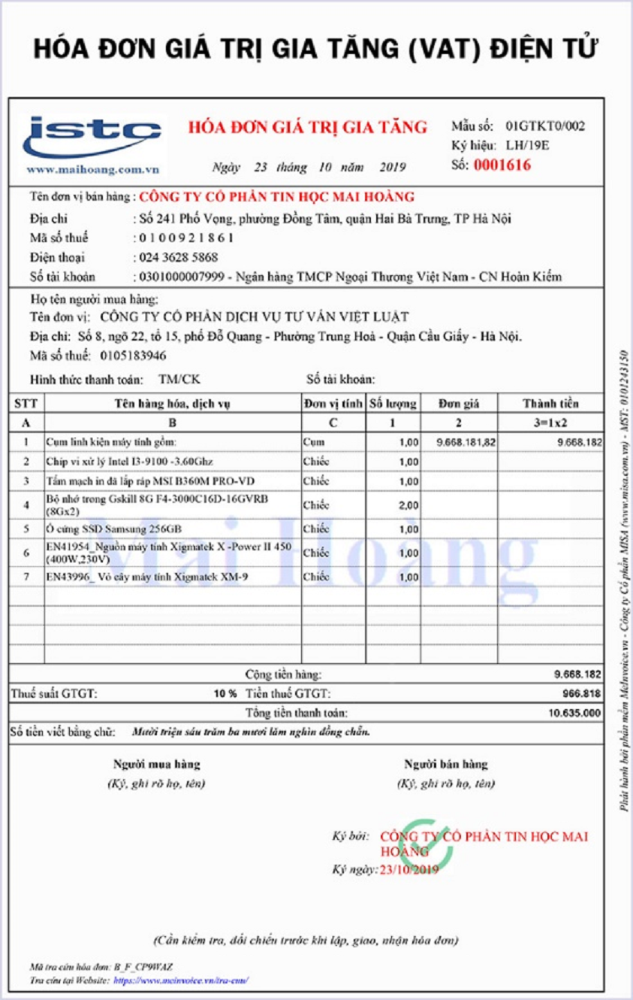 HÓA ĐƠN GIÁ TRỊ GIA TĂNG (VAT) ĐIỆN TỬ
istc
www.maihoang.com.vn
HÓA ĐƠN GIÁ TRỊ GIA TĂNG
Ngày 23 tháng 10 năm 2019
Mẫu số: 01GTKT0/002
Ký hiệu: LH/19E
Số: 0001616
Tên đơn vị bán hàng : CÔNG TY CỔ PHẦN TIN HỌC MAI HOÀNG
Địa chỉ : Số 241 Phố Vọng, phường Đồng Tâm, quận Hai Bà Trưng, TP Hà Nội
Mã số thuế : 0 1 0 0 9 2 1 8 6 1
Điện thoại : 024 3628 5868
Số tài khoản : 0301000007999 - Ngân hàng TMCP Ngoại Thương Việt Nam - CN Hoàn Kiếm
Họ tên người mua hàng:
Tên đơn vị: CÔNG TY CỔ PHẦN DỊCH VỤ TƯ VẤN VIỆT LUẬT
Địa chỉ: Số 8, ngõ 22, tổ 15, phố Đỗ Quang - Phường Trung Hoà - Quận Cầu Giấy - Hà Nội.
Mã số thuế: 0105183946
Hình thức thanh toán: TM/CK Số tài khoản:
STT Tên hàng hóa, dịch vụ Đơn vị tính Số lượng Đơn giá Thành tiền
A B C 1 2 3=1x2
1 Cụm linh kiện máy tính gồm: Cụm 1,00 9.668.181,82 9.668.182
2 Chip vi xử lý Intel I3-9100 -3.60Ghz Chiếc 1,00
3 Tấm mạch in đã lắp ráp MSI B360M PRO-VD Chiếc 1,00
4 Bộ nhớ trong Gskill 8G F4-3000C16D-16GVRB (8Gx2) Chiếc 2,00
5 Ổ cứng SSD Samsung 256GB Chiếc 1,00
6 EN41954_Nguồn máy tính Xigmatek X -Power II 450 (400W,230V) Chiếc 1,00
7 EN43996_ Vỏ cây máy tính Xigmatek XM-9 Chiếc 1,00
Mai Hoàng
Cộng tiền hàng: 9.668.182
Thuế suất GTGT: 10 % Tiền thuế GTGT: 966.818
Tổng tiền thanh toán: 10.635.000
Số tiền viết bằng chữ: Mười triệu sáu trăm ba mươi lăm nghìn đồng chẵn.
Người mua hàng Người bán hàng
(Ký, ghi rõ họ, tên) (Ký, ghi rõ họ, tên)
Ký bởi: CÔNG TY CỔ PHẦN TIN HỌC MAI
HOÀNG
Ký ngày: 23/10/2019
(Cần kiểm tra, đối chiếu trước khi lập, giao, nhận hóa đơn)
Mã tra cứu hóa đơn: B_F_CP9WAZ
Tra cứu tại Website: https://www.meinvoice.vn/tra-cuu/
Phát hành bởi phần mềm MeInvoice.vn - Công ty Cổ phần MISA (www.misa.com.vn) - MST: 0101243150